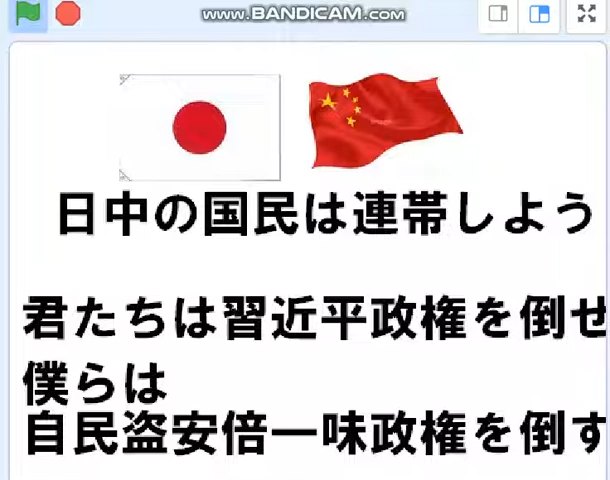 www.BANDICAM.com
日中の国民は連帯しよう
君たちは習近平政権を倒せ
僕らは
自民盗安倍一味政権を倒す